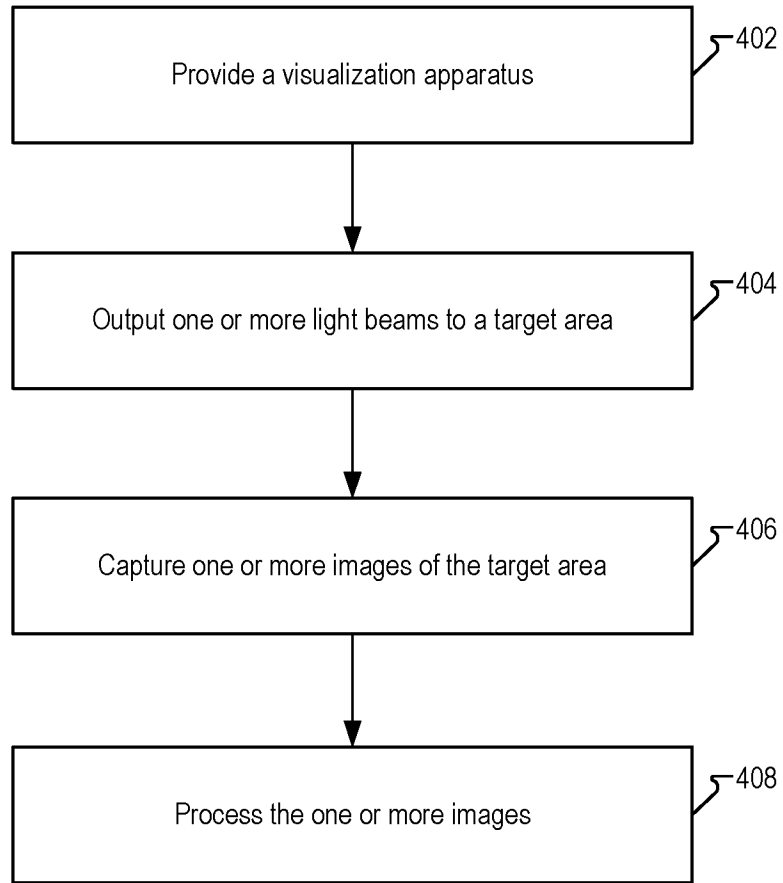 Provide a visualization apparatus
402
Output one or more light beams to a target area
404
Capture one or more images of the target area
406
Process the one or more images
408